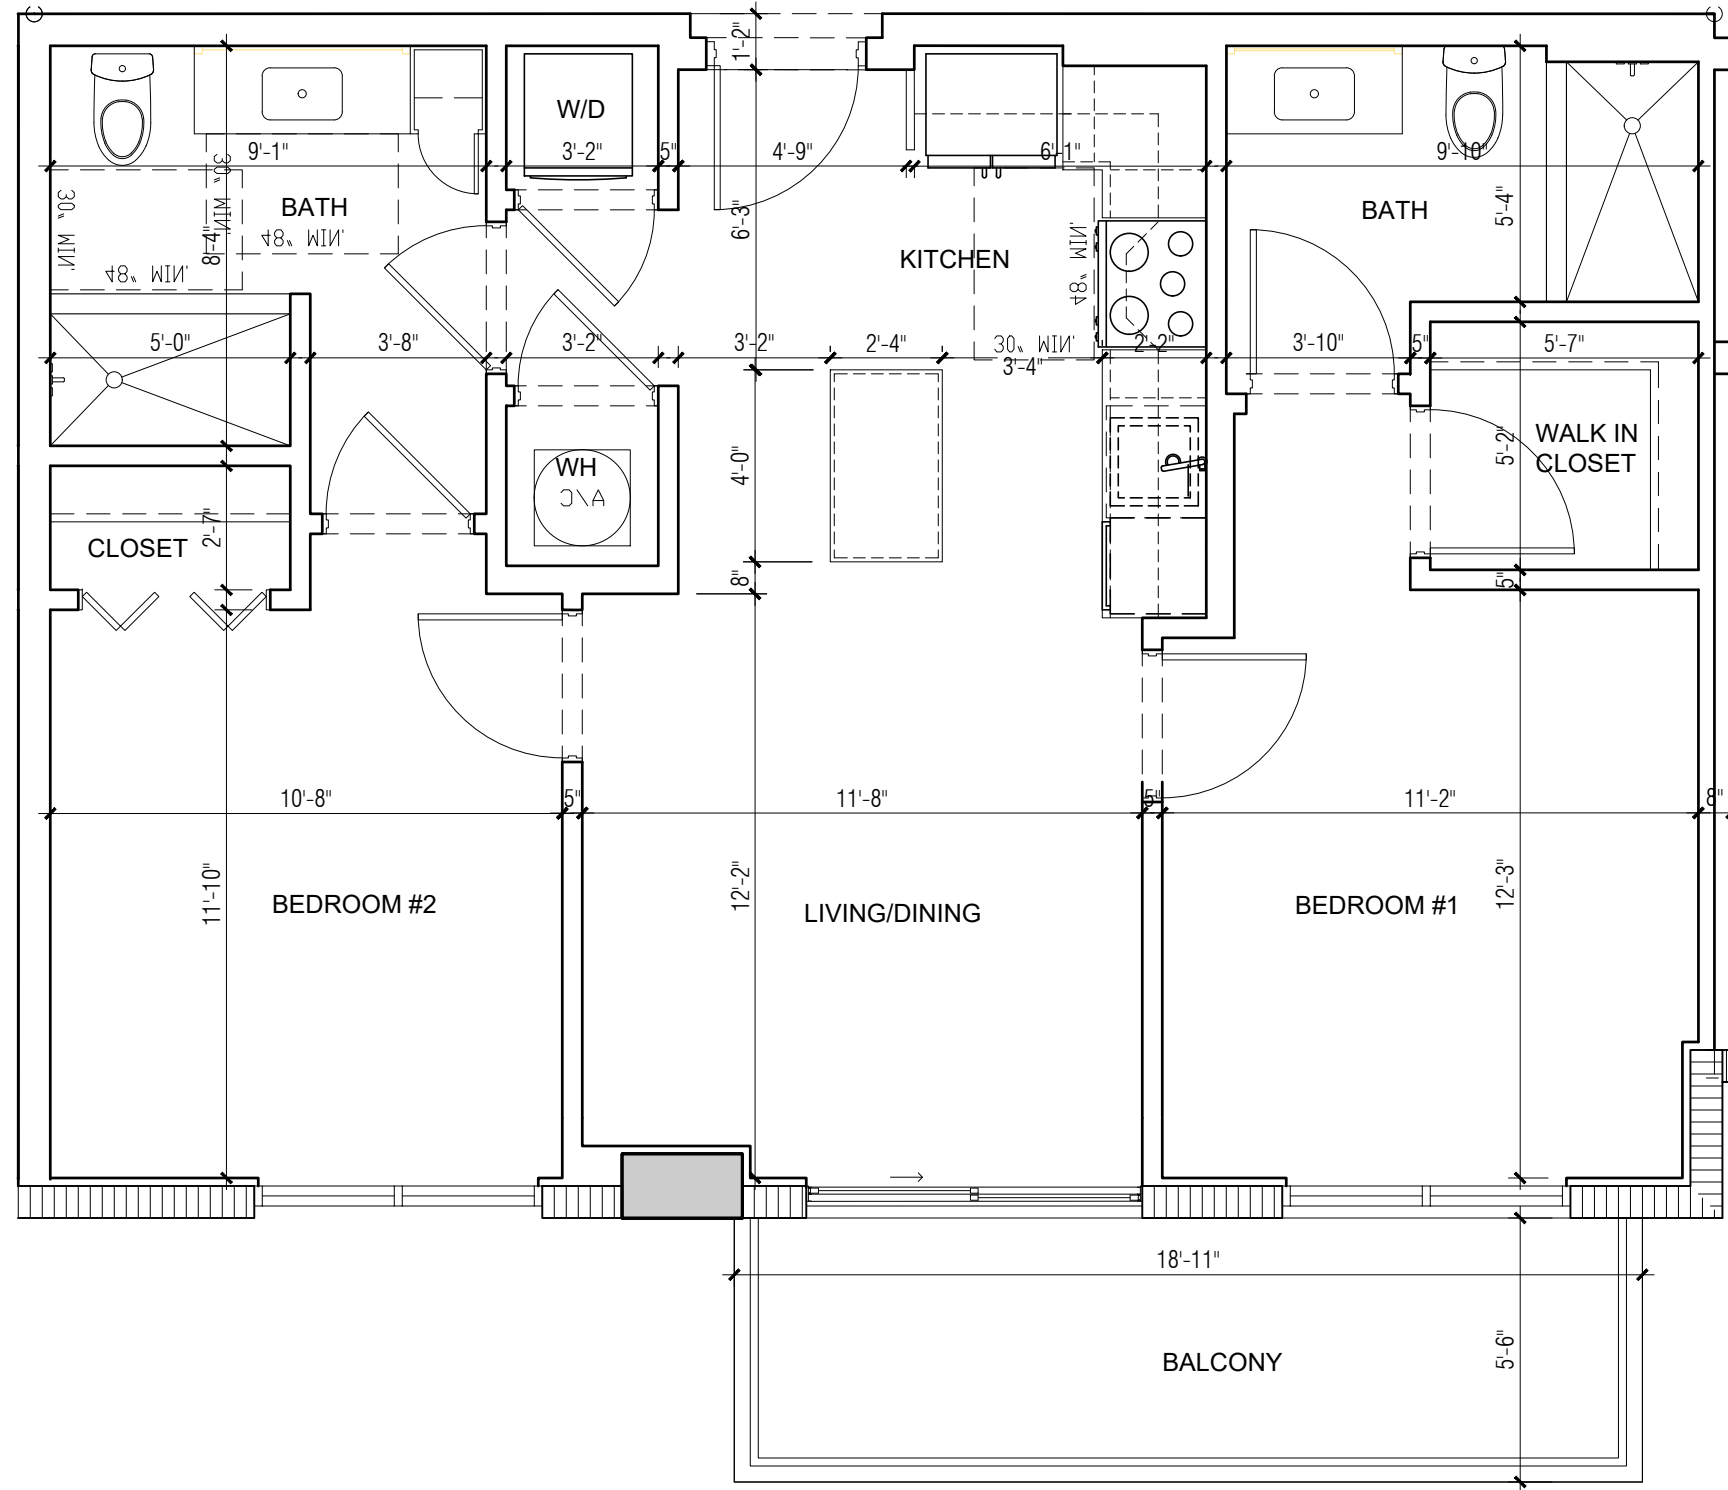 1'-2"
W/D
9'-1"
3'-2"
5"
4'-9"
6'-1"
9'-10"
30" MIN.
30" MIN.
BATH
48" MIN.
8'-4"
48" MIN.
6'-3"
KITCHEN
48" MIN.
BATH
5'-4"
5'-0"
3'-8"
3'-2"
3'-2"
2'-4"
30" MIN.
3'-4"
2'-2"
3'-10"
5"
5'-7"
WH
A/C
4'-0"
5'-2"
WALK IN
CLOSET
CLOSET
2'-7"
8"
5"
10'-8"
5"
11'-8"
5"
11'-2"
8"
11'-10"
BEDROOM #2
12'-2"
LIVING/DINING
BEDROOM #1
12'-3"
18'-11"
BALCONY
5'-6"